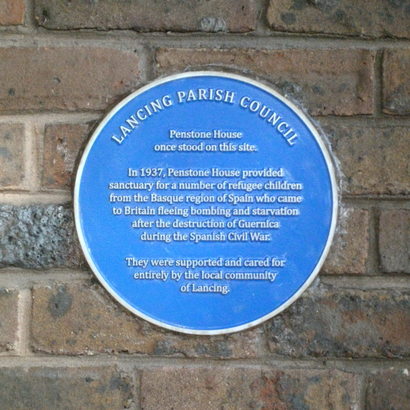 LANCING PARISH COUNCIL
Penstone House
once stood on this site.
In 1937, Penstone House provided
sanctuary for a number of refugee children
from the Basque region of Spain who came
to Britain fleeing bombing and starvation
after the destruction of Guernica
during the Spanish Civil War.
They were supported and cared for
entirely by the local community
of Lancing.